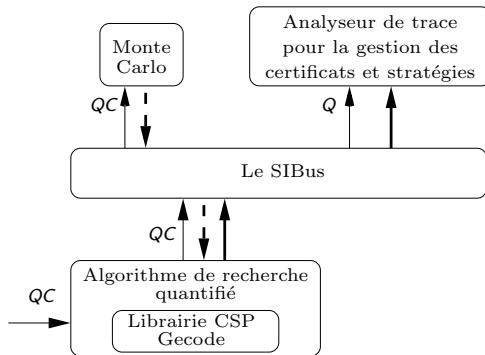 Monte
Carlo
Analyseur de trace
pour la gestion des
certificats et stratégies
QC
Q
Le SIBus
QC
Algorithme de recherche
quantifié
QC
Librairie CSP
Gecode